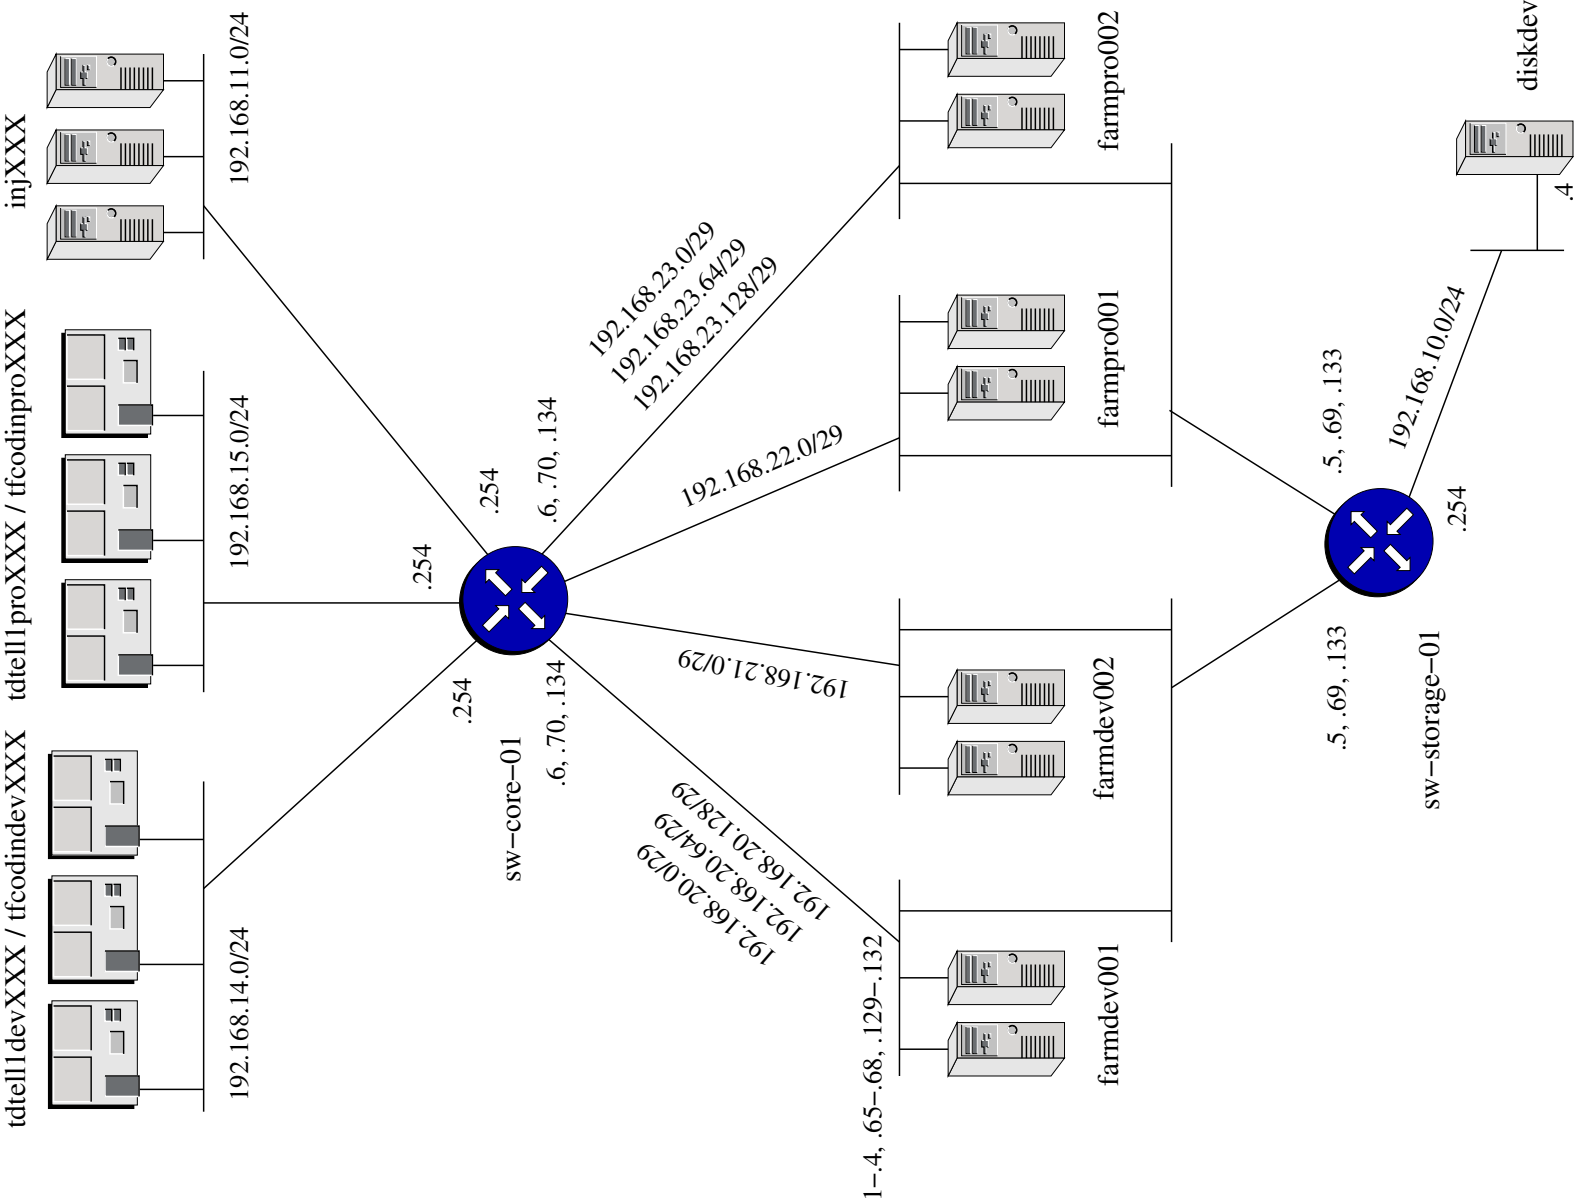 injXXX
192.168.11.0/24
tdtell1proXXX / tfcodinproXXX
192.168.15.0/24
tdtell1devXXX / tfcodindevXXX
192.168.14.0/24
.254
.254
.254
.6, .70, .134
.6, .70, .134
sw−core−01
192.168.23.0/29
192.168.23.64/29
192.168.23.128/29
192.168.22.0/29
192.168.21.0/29
192.168.20.128/29
192.168.20.64/29
192.168.20.0/29
1−.4, .65−.68, .129−.132
farmpro002
farmpro001
farmdev002
farmdev001
.5, .69, .133
.5, .69, .133
192.168.10.0/24
.254
sw−storage−01
diskdev
.4